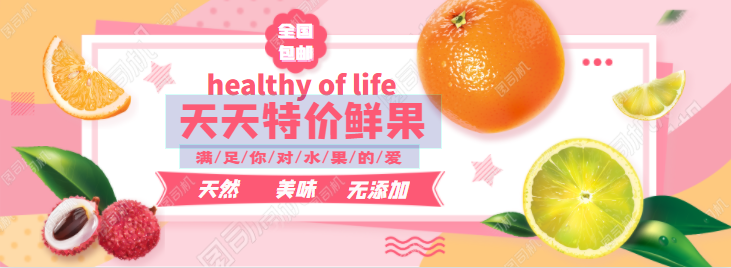 全国
包邮
healthy of life
天天特价鲜果
满/足/你/对/水/果/的/爱
天然 美味 无添加